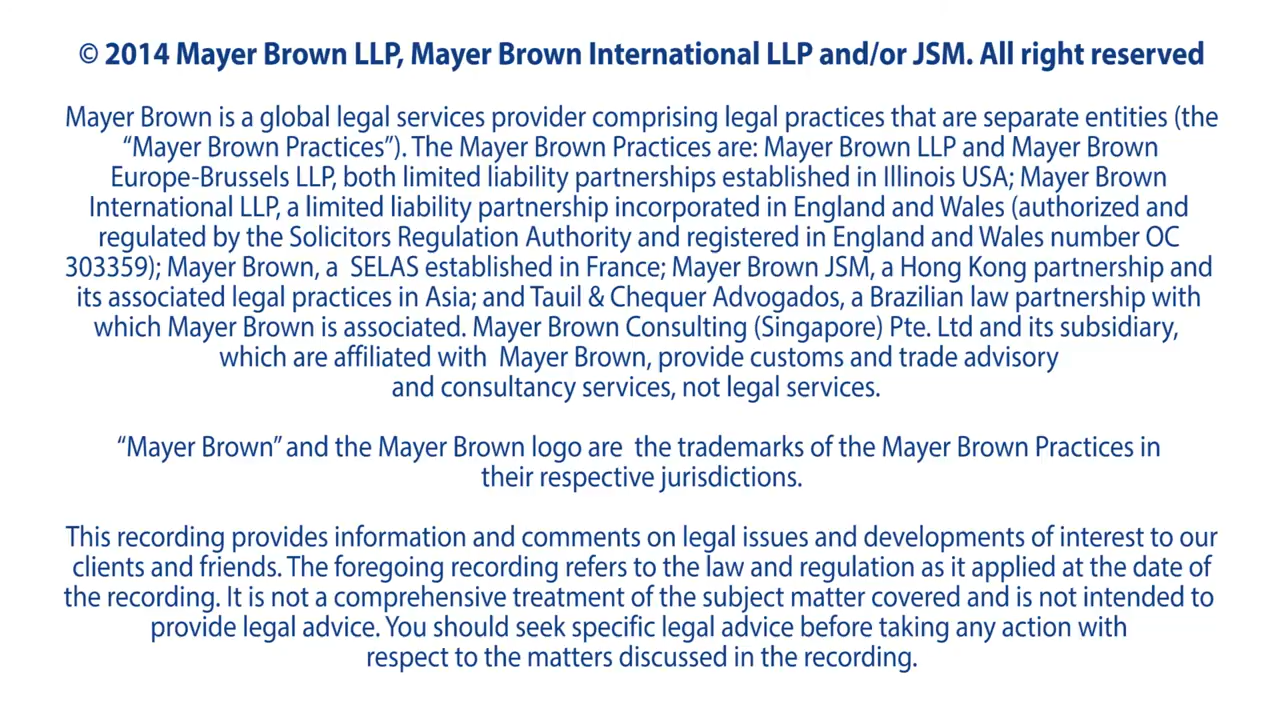 © 2014 Mayer Brown LLP, Mayer Brown International LLP and/or JSM. All right reserved
Mayer Brown is a global legal services provider comprising legal practices that are separate entities (the
“Mayer Brown Practices”). The Mayer Brown Practices are: Mayer Brown LLP and Mayer Brown
Europe-Brussels LLP, both limited liability partnerships established in Illinois USA; Mayer Brown
International LLP, a limited liability partnership incorporated in England and Wales (authorized and
regulated by the Solicitors Regulation Authority and registered in England and Wales number OC
303359); Mayer Brown, a SELAS established in France; Mayer Brown JSM, a Hong Kong partnership and
its associated legal practices in Asia; and Tauil & Chequer Advogados, a Brazilian law partnership with
which Mayer Brown is associated. Mayer Brown Consulting (Singapore) Pte. Ltd and its subsidiary,
which are affiliated with Mayer Brown, provide customs and trade advisory
and consultancy services, not legal services.
“Mayer Brown” and the Mayer Brown logo are the trademarks of the Mayer Brown Practices in
their respective jurisdictions.
This recording provides information and comments on legal issues and developments of interest to our
clients and friends. The foregoing recording refers to the law and regulation as it applied at the date of
the recording. It is not a comprehensive treatment of the subject matter covered and is not intended to
provide legal advice. You should seek specific legal advice before taking any action with
respect to the matters discussed in the recording.